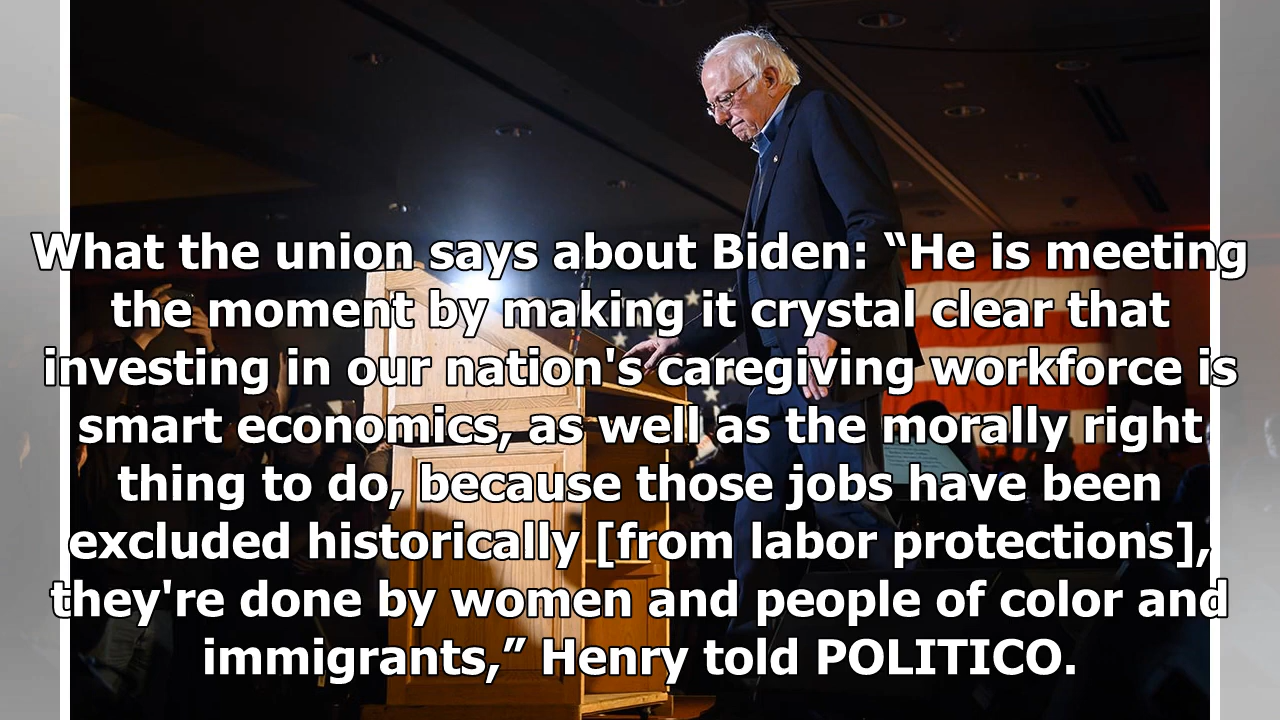 What the union says about Biden: “He is meeting
the moment by making it crystal clear that
investing in our nation's caregiving workforce is
smart economics, as well as the morally right
thing to do, because those jobs have been
excluded historically [from labor protections],
they're done by women and people of color and
immigrants,” Henry told POLITICO.